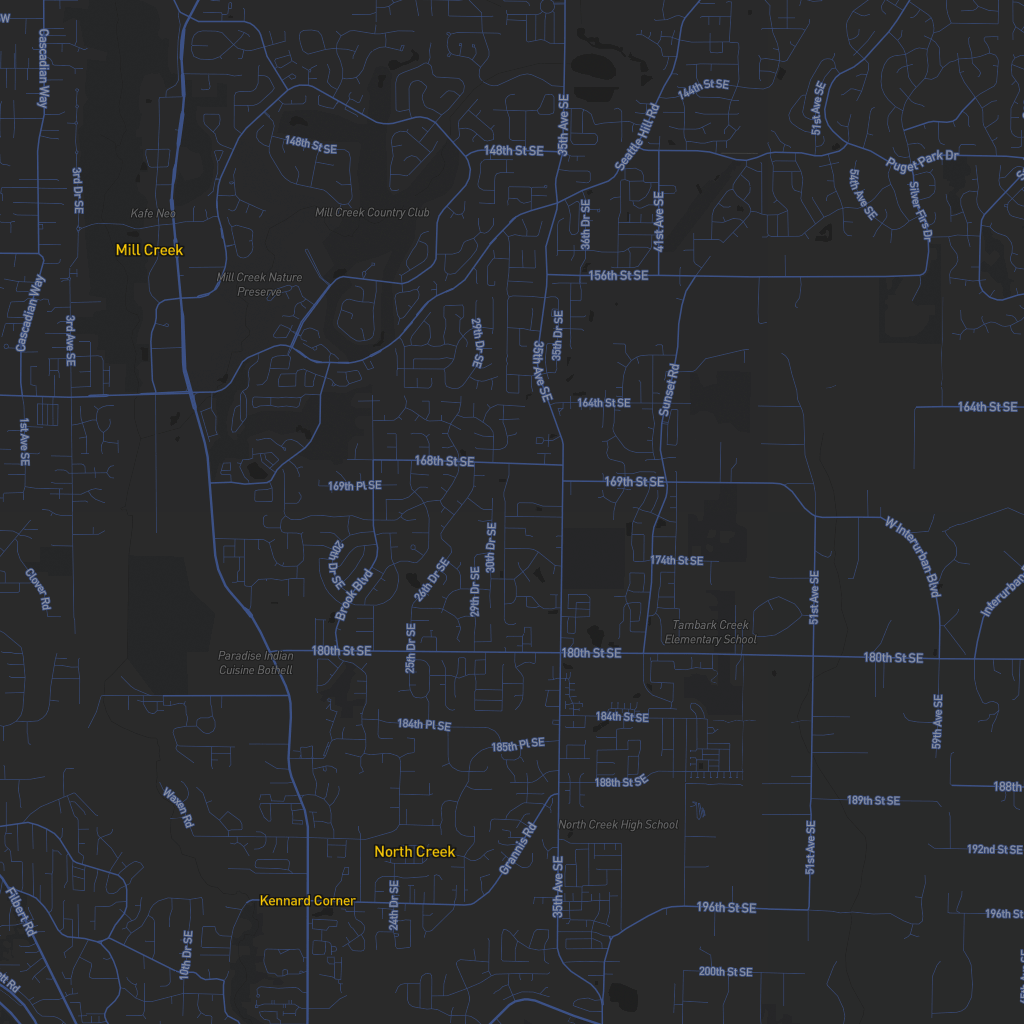 Cascadian Way
35th Ave SE
144th St SE
51st Ave SE
Seattle Hill Rd
148th St SE
148th St SE
Puget Park Dr
3rd Dr SE
54th Ave SE
Silver Firs Dr
Kafe Neo
Mill Creek Country Club
36th Dr SE
41st Ave SE
Mill Creek
Mill Creek Nature
Preserve
156th St SE
Cascadian Way
3rd Ave SE
29th Dr SE
35th Dr SE
35th Ave SE
Sunset Rd
164th St SE
164th St SE
1st Ave SE
168th St SE
169th Pl SE
169th St SE
W Interurban Blvd
30th Dr SE
20th Dr SE
174th St SE
Clover Rd
Brook Blvd
26th Dr SE
29th Dr SE
51st Ave SE
Interurban
Tambark Creek
Elementary School
25th Dr SE
180th St SE
180th St SE
180th St SE
Paradise Indian
Cuisine Bothell
59th Ave SE
184th Pl SE
184th St SE
185th Pl SE
188th St SE
188th
Waxen Rd
189th St SE
North Creek High School
Grannis Rd
51st Ave SE
192nd St SE
North Creek
35th Ave SE
Kennard Corner
24th Dr SE
Filbert Rd
196th St SE
196th St
10th Dr SE
200th St SE